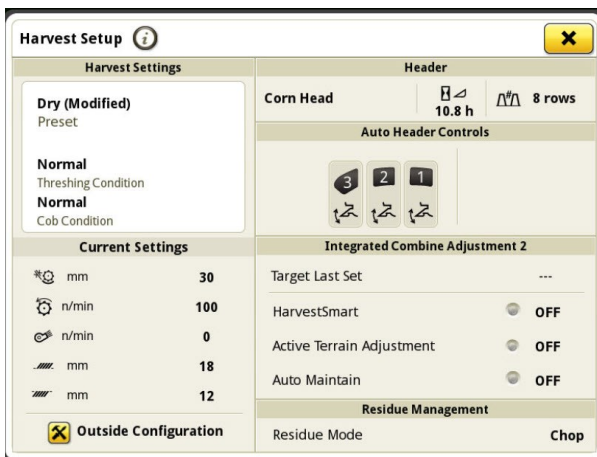 Harvest Setup
Harvest Settings
Dry (Modified)
Preset
Normal
Threshing Condition
Normal
Cob Condition
Current Settings
mm 30
n/min 100
n/min 0
mm 18
mm 12
Outside Configuration
Header
Corn Head 10.8 h # 8 rows
Auto Header Controls
3 2 1
Integrated Combine Adjustment 2
Target Last Set ---
HarvestSmart OFF
Active Terrain Adjustment OFF
Auto Maintain OFF
Residue Management
Residue Mode Chop